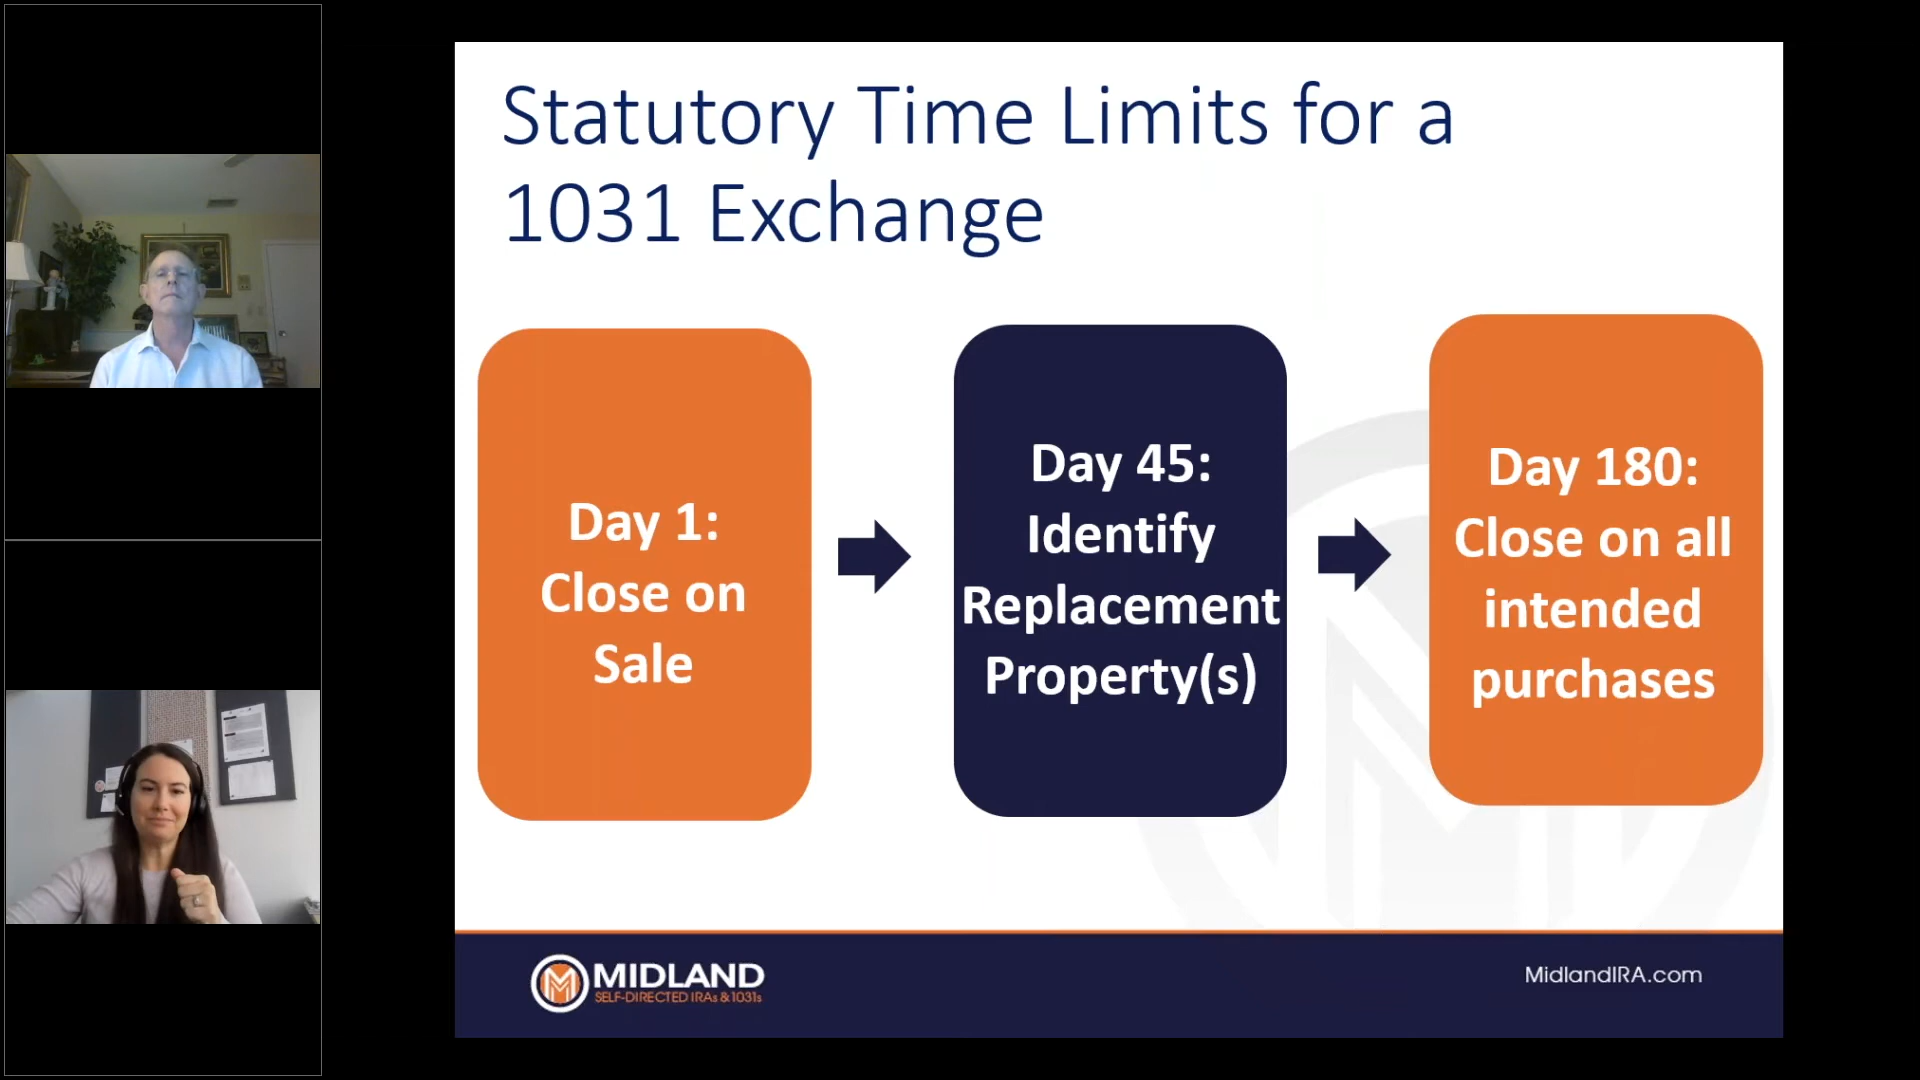 Statutory Time Limits for a
1031 Exchange
Day 1:
Close on
Sale
Day 45:
Identify
Replacement
Property(s)
Day 180:
Close on all
intended
purchases
MIDLAND
SELF-DIRECTED IRAs & 1031s
MidlandIRA.com